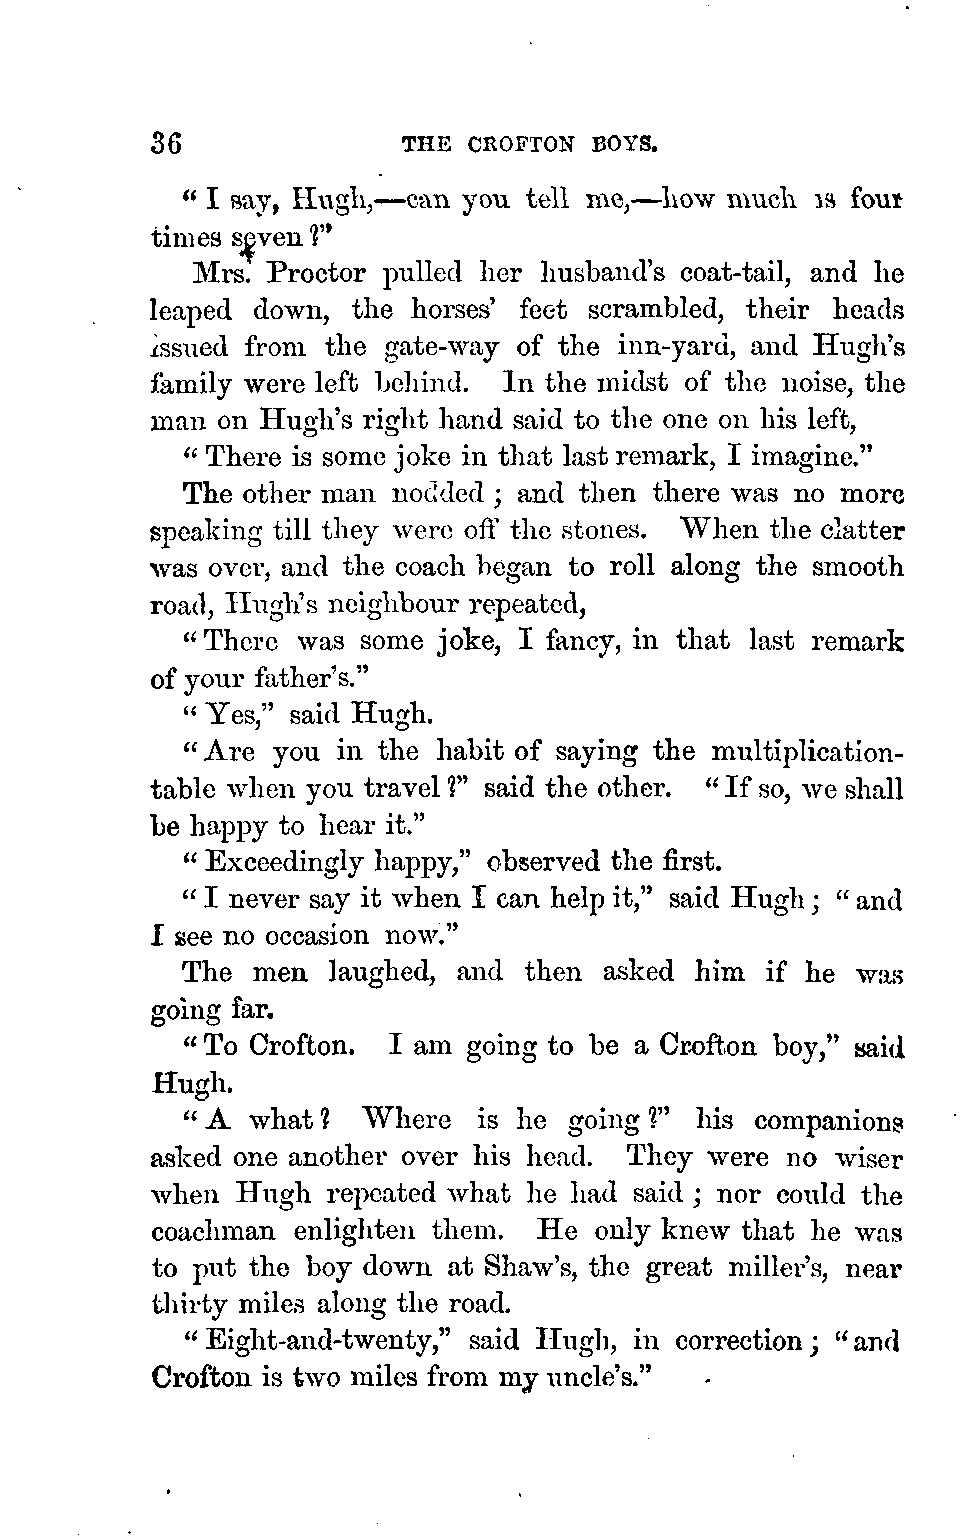 36 THE CROFTON BOYS.
“ I say, Hugh,—can you tell me,—how much is four
times seven?”
Mrs. Proctor pulled her husband's coat-tail, and he
leaped down, the horses’ feet scrambled, their heads
issued from the gate-way of the inn-yard, and Hugh's
family were left behind. In the midst of the noise, the
man on Hugh's right hand said to the one on his left,
“ There is some joke in that last remark, I imagine.”
The other man nodded ; and then there was no more
speaking till they were off the stones. When the clatter
was over, and the coach began to roll along the smooth
road, Hugh's neighbour repeated,
“ There was some joke, I fancy, in that last remark
of your father's.”
“ Yes,” said Hugh.
“ Are you in the habit of saying the multiplication-
table when you travel?” said the other. “ If so, we shall
be happy to hear it.”
“ Exceedingly happy,” observed the first.
“ I never say it when I can help it,” said Hugh ; “ and
I see no occasion now.”
The men laughed, and then asked him if he was
going far.
“ To Crofton. I am going to be a Crofton boy,” said
Hugh.
“ A what? Where is he going?” his companions
asked one another over his head. They were no wiser
when Hugh repeated what he had said ; nor could the
coachman enlighten them. He only knew that he was
to put the boy down at Shaw's, the great miller's, near
thirty miles along the road.
“ Eight-and-twenty,” said Hugh, in correction ; “ and
Crofton is two miles from my uncle's.”